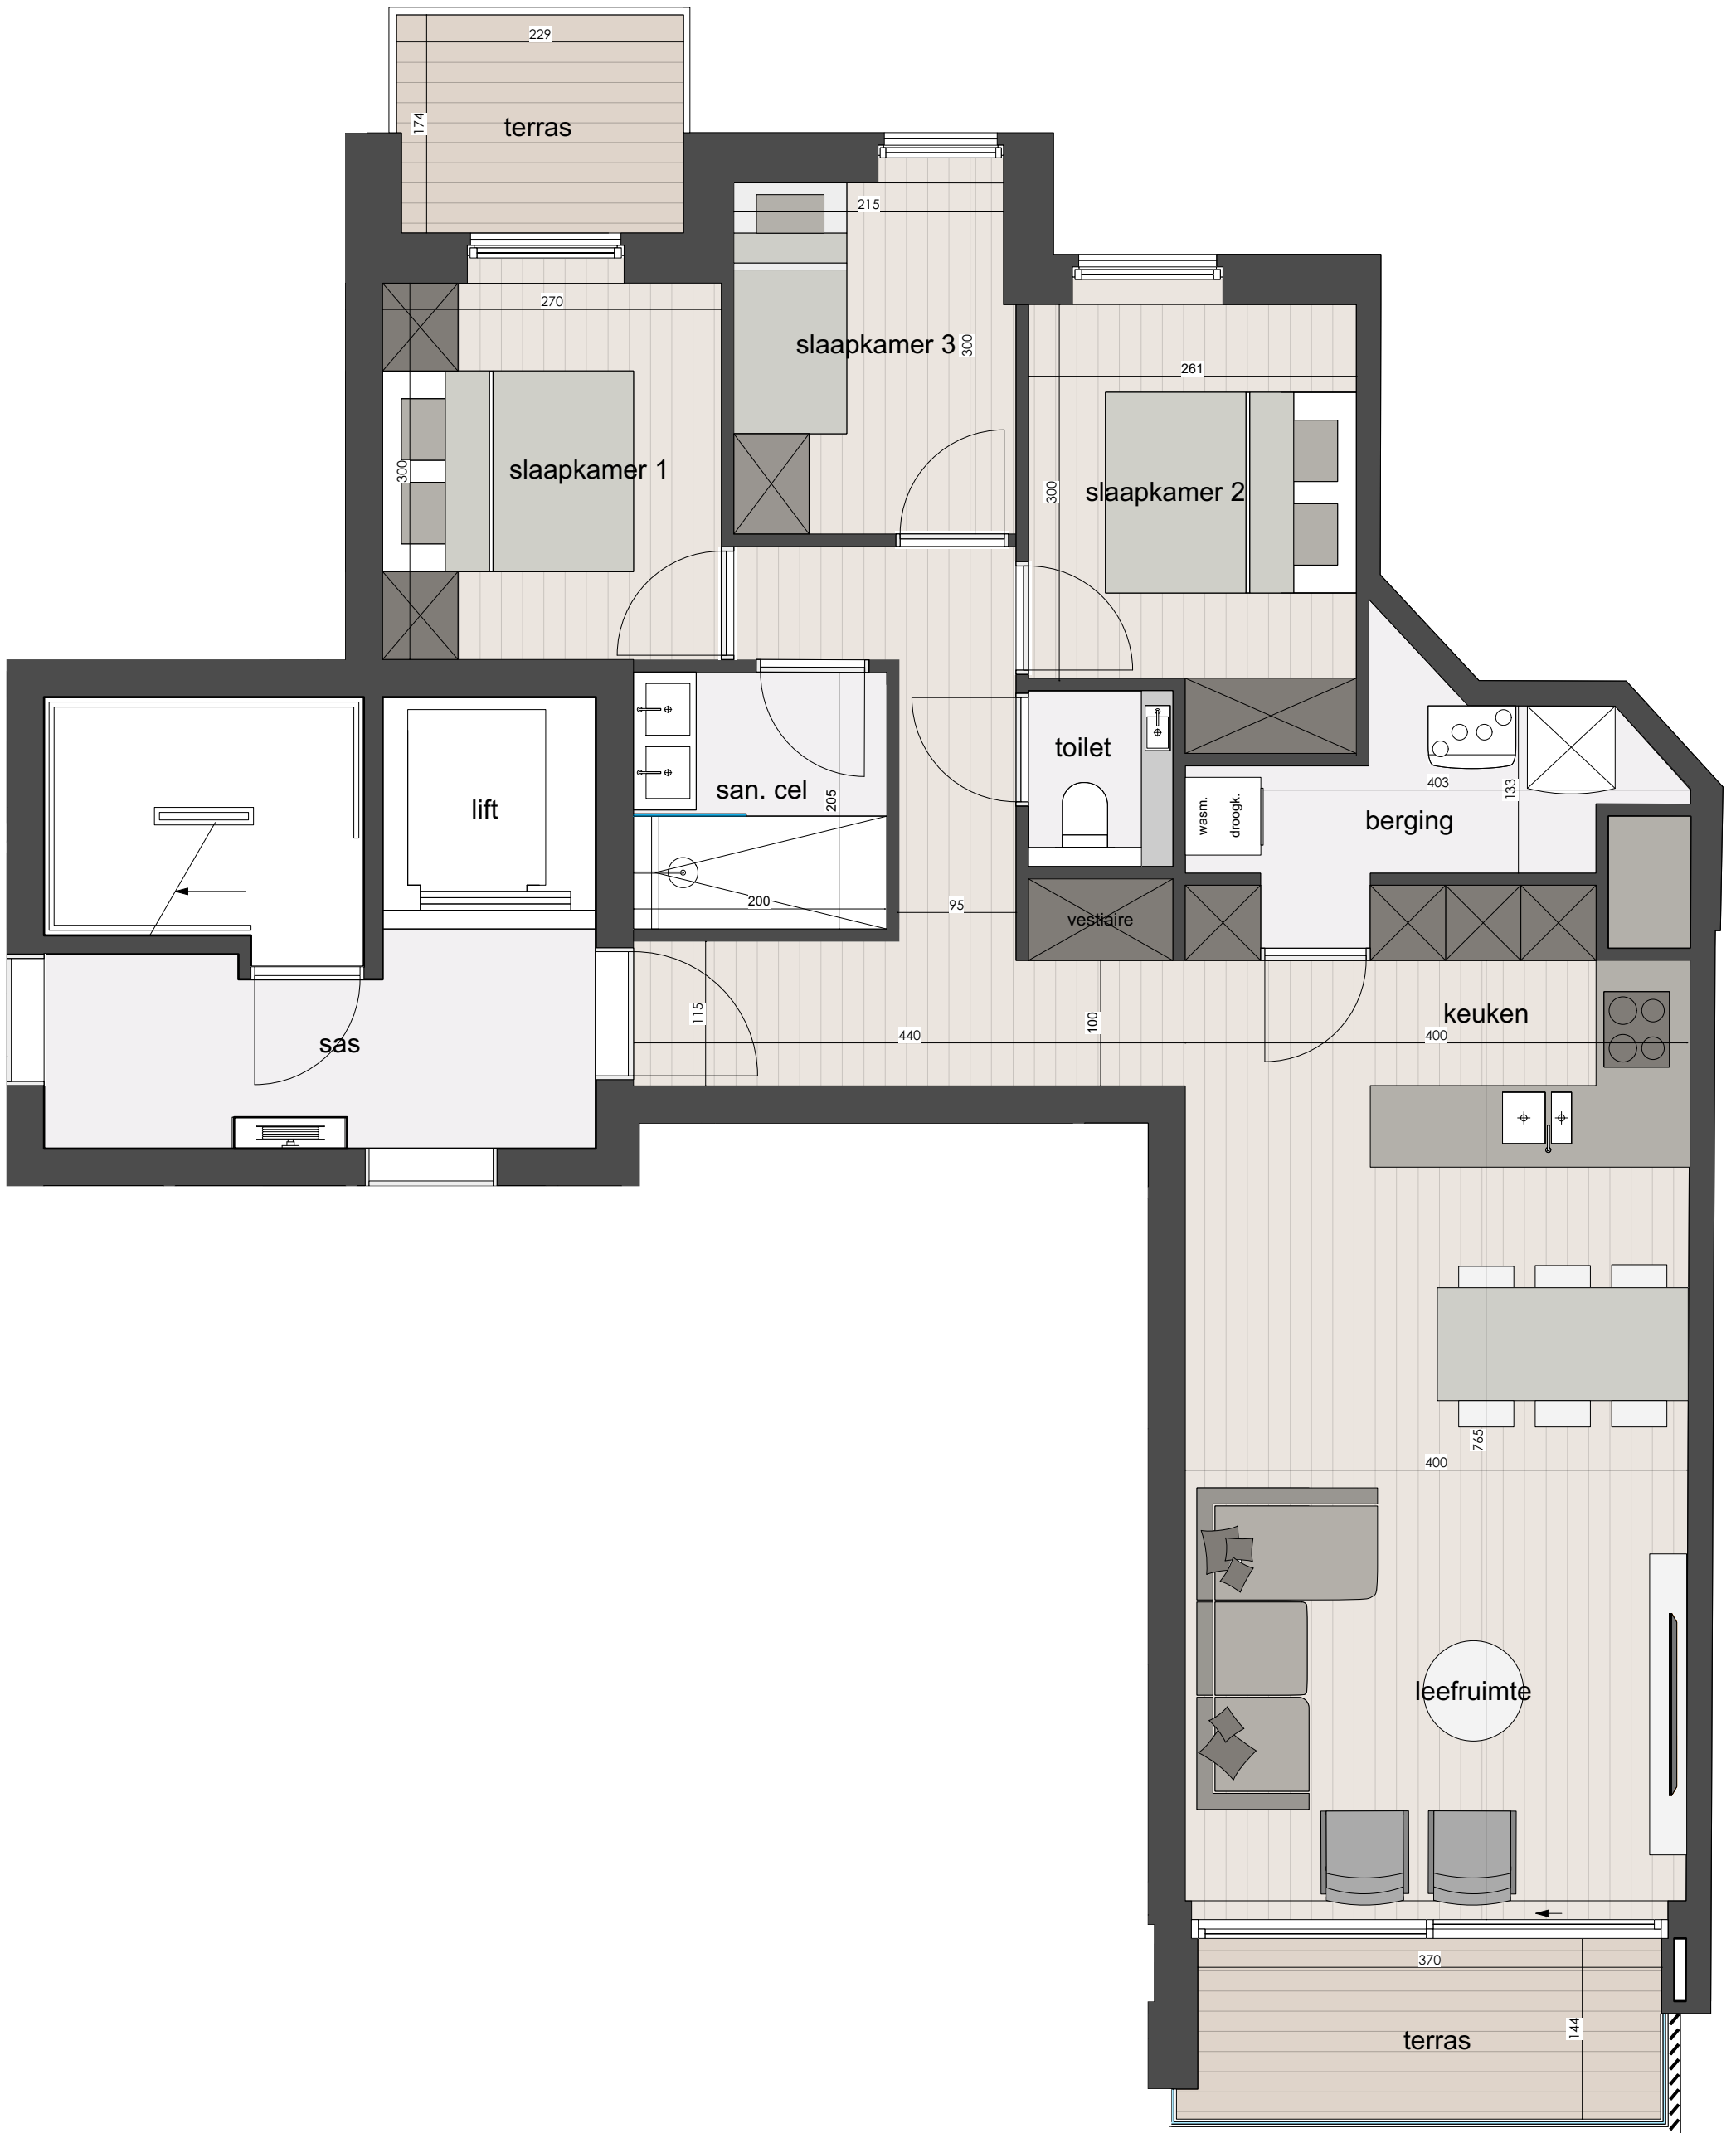 229
174
terras
215
270
slaapkamer 3
300
261
slaapkamer 1
300
slaapkamer 2
300
toilet
lift
san. cel
205
403
133
wasm.
droogk.
berging
200
95
vestiaire
115
100
keuken
sas
440
400
765
400
leefruimte
370
144
terras